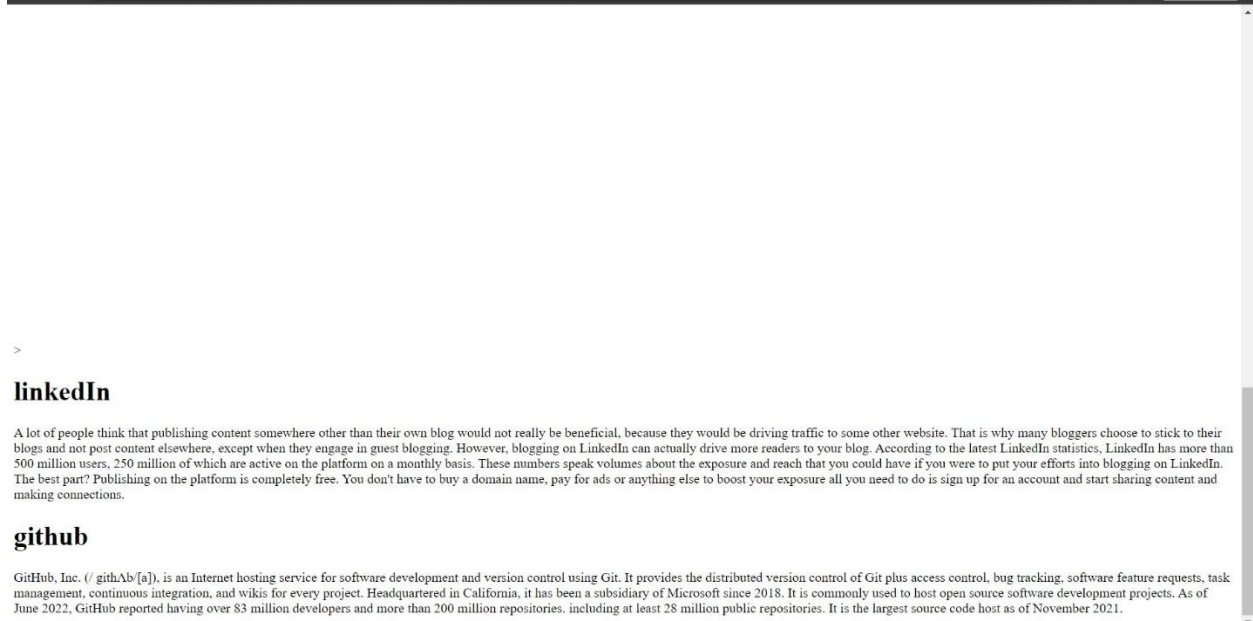 >
linkedIn
A lot of people think that publishing content somewhere other than their own blog would not really be beneficial, because they would be driving traffic to some other website. That is why many bloggers choose to stick to their
blogs and not post content elsewhere, except when they engage in guest blogging. However, blogging on LinkedIn can actually drive more readers to your blog. According to the latest LinkedIn statistics, LinkedIn has more than
500 million users, 250 million of which are active on the platform on a monthly basis. These numbers speak volumes about the exposure and reach that you could have if you were to put your efforts into blogging on LinkedIn.
The best part? Publishing on the platform is completely free. You don't have to buy a domain name, pay for ads or anything else to boost your exposure all you need to do is sign up for an account and start sharing content and
making connections.
github
GitHub, Inc. (/ githΛb/[a]), is an Internet hosting service for software development and version control using Git. It provides the distributed version control of Git plus access control, bug tracking, software feature requests, task
management, continuous integration, and wikis for every project. Headquartered in California, it has been a subsidiary of Microsoft since 2018. It is commonly used to host open source software development projects. As of
June 2022, GitHub reported having over 83 million developers and more than 200 million repositories. including at least 28 million public repositories. It is the largest source code host as of November 2021.